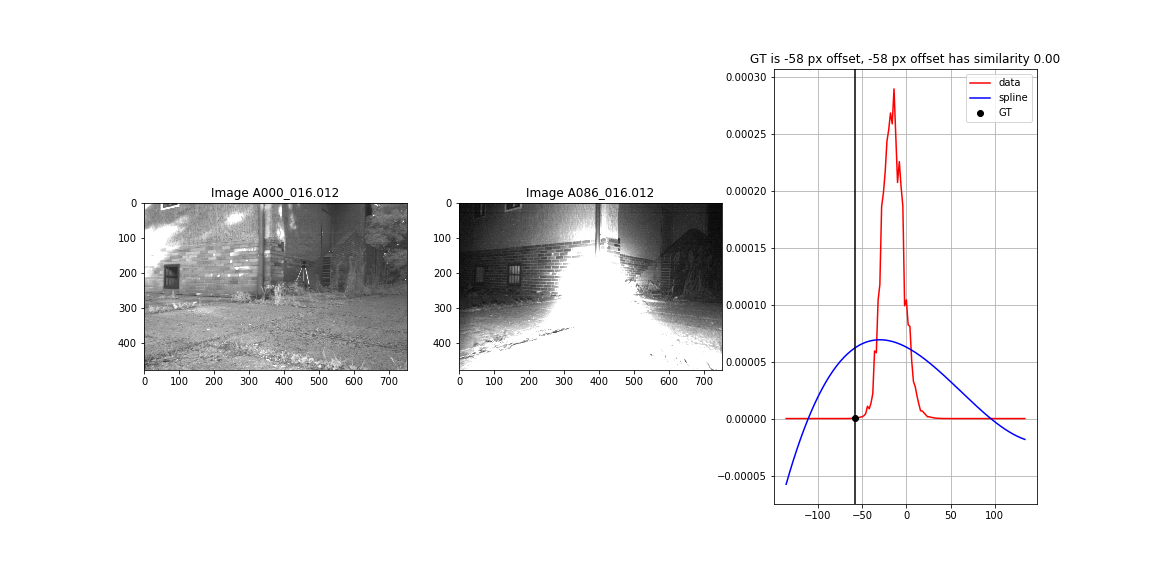 Image A000_016.012
0
100
200
300
400
0 100 200 300 400 500 600 700
Image A086_016.012
0
100
200
300
400
0 100 200 300 400 500 600 700
GT is -58 px offset, -58 px offset has similarity 0.00
data
spline
GT
0.00030
0.00025
0.00020
0.00015
0.00010
0.00005
0.00000
−0.00005
−100 −50 0 50 100